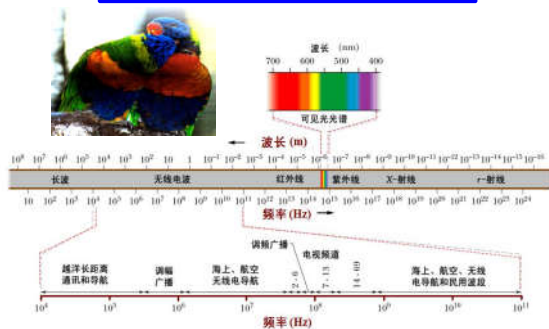 波长 (nm)
700 600 500 400
可见光光谱
波长 (m)
10⁸ 10⁷ 10⁶ 10⁵ 10⁴ 10³ 10² 10 1 10⁻¹ 10⁻² 10⁻³ 10⁻⁴ 10⁻⁵ 10⁻⁶ 10⁻⁷ 10⁻⁸ 10⁻⁹ 10⁻¹⁰ 10⁻¹¹ 10⁻¹² 10⁻¹³ 10⁻¹⁴ 10⁻¹⁵ 10⁻¹⁶
长波 无线电波 红外线 紫外线 X-射线 r-射线
10 10² 10³ 10⁴ 10⁵ 10⁶ 10⁷ 10⁸ 10⁹ 10¹⁰ 10¹¹ 10¹² 10¹³ 10¹⁴ 10¹⁵ 10¹⁶ 10¹⁷ 10¹⁸ 10¹⁹ 10²⁰ 10²¹ 10²² 10²³ 10²⁴
频率 (Hz)
调频广播
电视频道
越洋长距离
通讯和导航
调幅
广播
海上、航空
无线电导航
2-6
7-13
14-69
海上、航空、无线
电导航和民用波段
10⁴ 10⁵ 10⁶ 10⁷ 10⁸ 10⁹ 10¹⁰ 10¹¹
频率 (Hz)